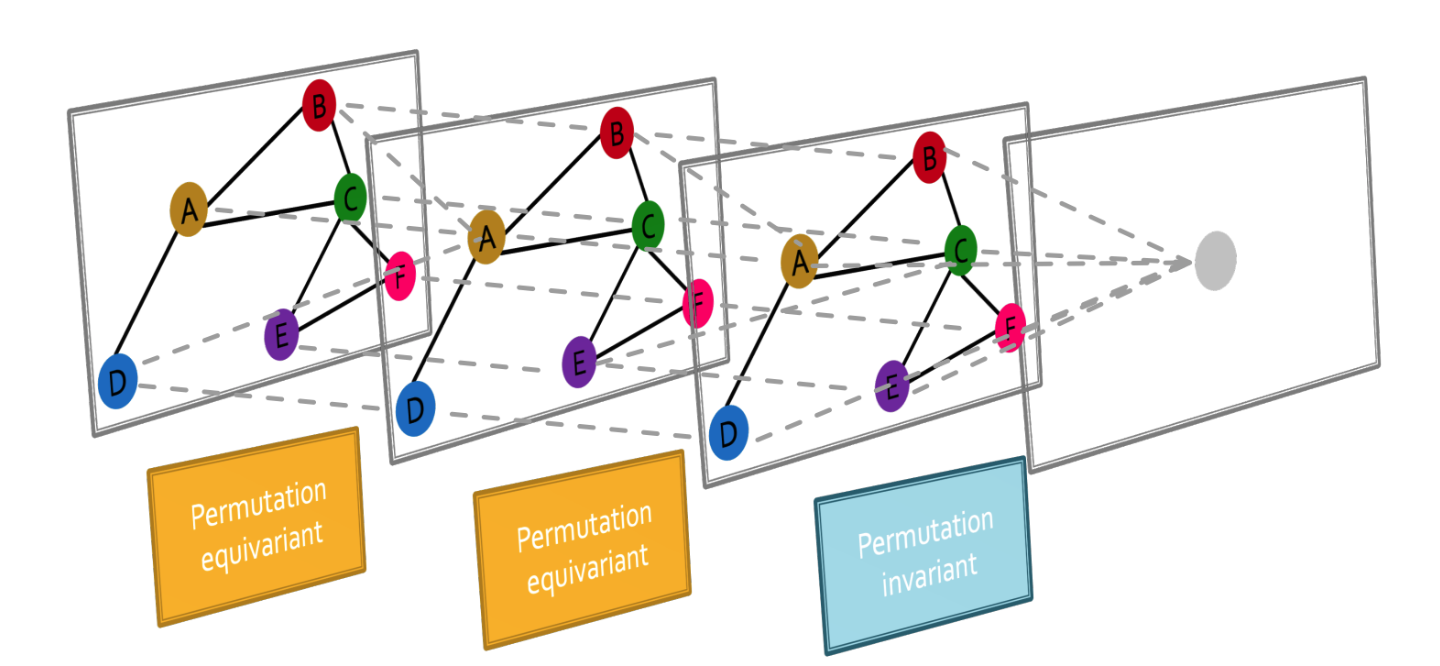 B
A
C
F
E
D
B
A
C
F
E
D
B
A
C
F
E
D
Permutation
equivariant
Permutation
equivariant
Permutation
invariant